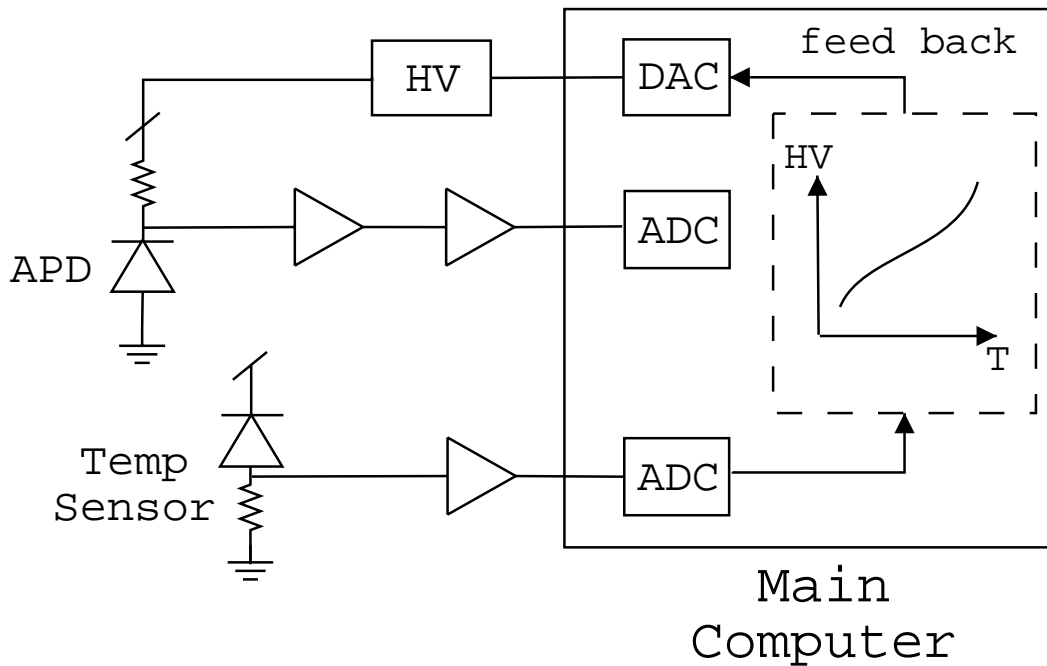 feed back
HV
DAC
HV
ADC
APD
T
Temp
Sensor
ADC
Main
Computer